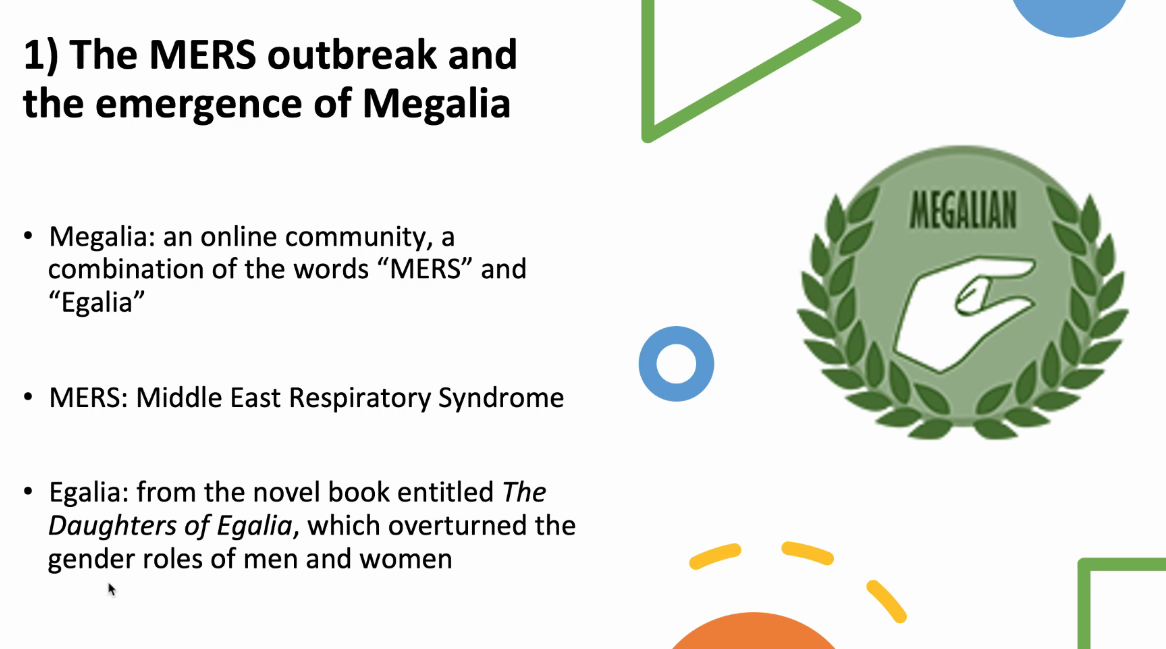 1) The MERS outbreak and
the emergence of Megalia
• Megalia: an online community, a
combination of the words “MERS” and
“Egalia”
• MERS: Middle East Respiratory Syndrome
• Egalia: from the novel book entitled The
Daughters of Egalia, which overturned the
gender roles of men and women
MEGALIAN